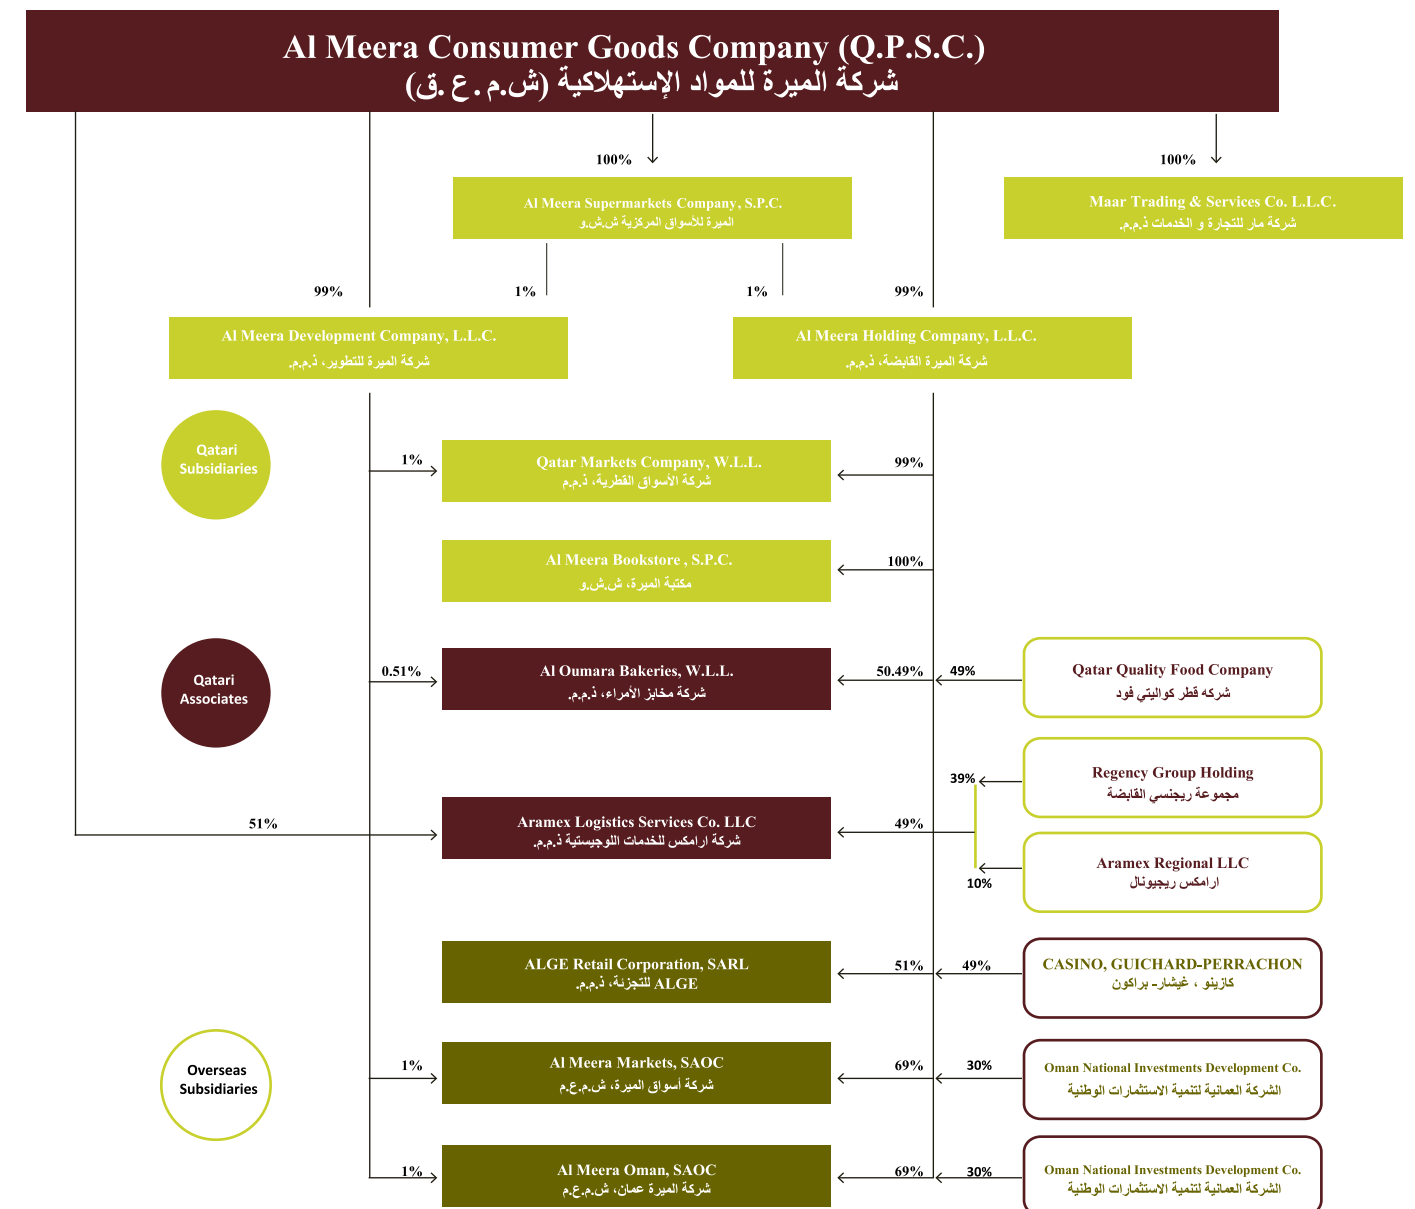 Al Meera Consumer Goods Company (Q.P.S.C.)
شركة الميرة للمواد الإستهلاكية (ش.م.ع.ق)
100%
100%
Al Meera Supermarkets Company, S.P.C.
الميرة للأسواق المركزية ش.ش.و
Maar Trading & Services Co. L.L.C.
شركة مار للتجارة و الخدمات ذ.م.م.
99%
1%
1%
99%
Al Meera Development Company, L.L.C.
شركة الميرة للتطوير، ذ.م.م.
Al Meera Holding Company, L.L.C.
شركة الميرة القابضة، ذ.م.م.
Qatari
Subsidiaries
1%
Qatar Markets Company, W.L.L.
شركة الأسواق القطرية، ذ.م.م
99%
Al Meera Bookstore , S.P.C.
مكتبة الميرة، ش.ش.و
100%
Qatari
Associates
0.51%
Al Oumara Bakeries, W.L.L.
شركة مخابز الأمراء، ذ.م.م.
50.49%
49%
Qatar Quality Food Company
شركه قطر كواليتي فود
39%
Regency Group Holding
مجموعة ريجنسي القابضة
51%
Aramex Logistics Services Co. LLC
شركة ارامكس للخدمات اللوجيستية ذ.م.م.
49%
10%
Aramex Regional LLC
ارامكس ريجيونال
ALGE Retail Corporation, SARL
ALGE للتجزئة، ذ.م.م.
51%
49%
CASINO, GUICHARD-PERRACHON
كازينو ، غيشار- براكون
Overseas
Subsidiaries
1%
Al Meera Markets, SAOC
شركة أسواق الميرة، ش.م.ع.م
69%
30%
Oman National Investments Development Co.
الشركة العمانية لتنمية الاستثمارات الوطنية
1%
Al Meera Oman, SAOC
شركة الميرة عمان، ش.م.ع.م
69%
30%
Oman National Investments Development Co.
الشركة العمانية لتنمية الاستثمارات الوطنية